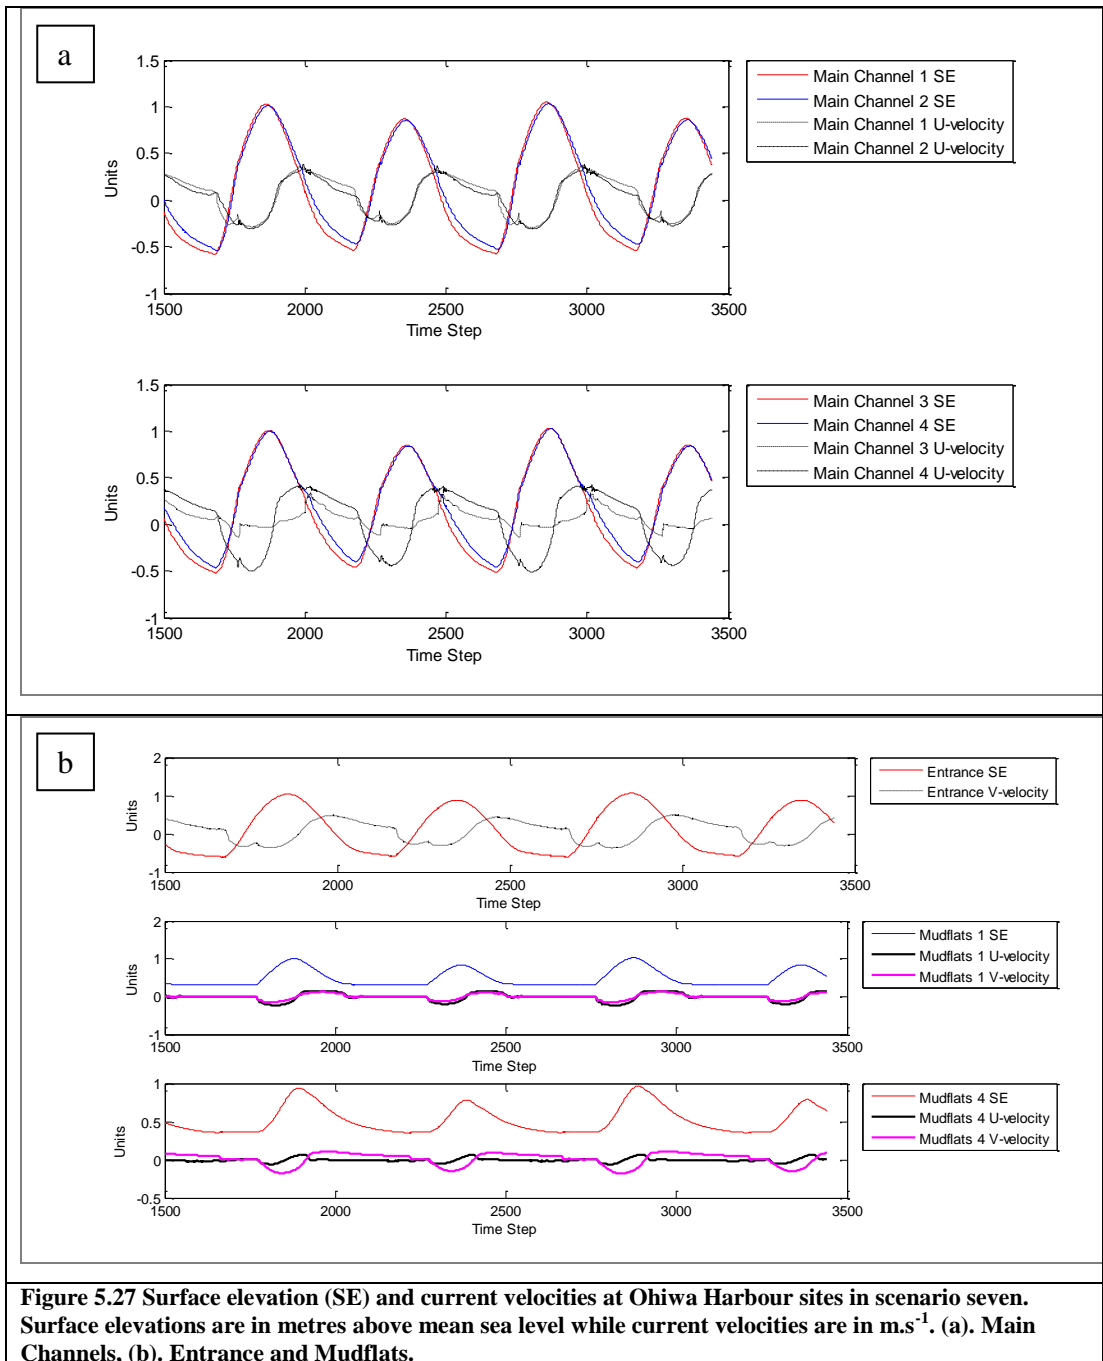 a
1.5
1
0.5
0
-0.5
-1
Units
1500
2000
2500
3000
3500
Time Step
Main Channel 1 SE
Main Channel 2 SE
Main Channel 1 U-velocity
Main Channel 2 U-velocity
1.5
1
0.5
0
-0.5
-1
Units
1500
2000
2500
3000
3500
Time Step
Main Channel 3 SE
Main Channel 4 SE
Main Channel 3 U-velocity
Main Channel 4 U-velocity
b
2
1
0
-1
Units
1500
2000
2500
3000
3500
Time Step
Entrance SE
Entrance V-velocity
2
1
0
-1
Units
1500
2000
2500
3000
3500
Time Step
Mudflats 1 SE
Mudflats 1 U-velocity
Mudflats 1 V-velocity
1
0.5
0
-0.5
Units
1500
2000
2500
3000
3500
Time Step
Mudflats 4 SE
Mudflats 4 U-velocity
Mudflats 4 V-velocity
Figure 5.27 Surface elevation (SE) and current velocities at Ohiwa Harbour sites in scenario seven.
Surface elevations are in metres above mean sea level while current velocities are in m.s⁻¹. (a). Main
Channels, (b). Entrance and Mudflats.